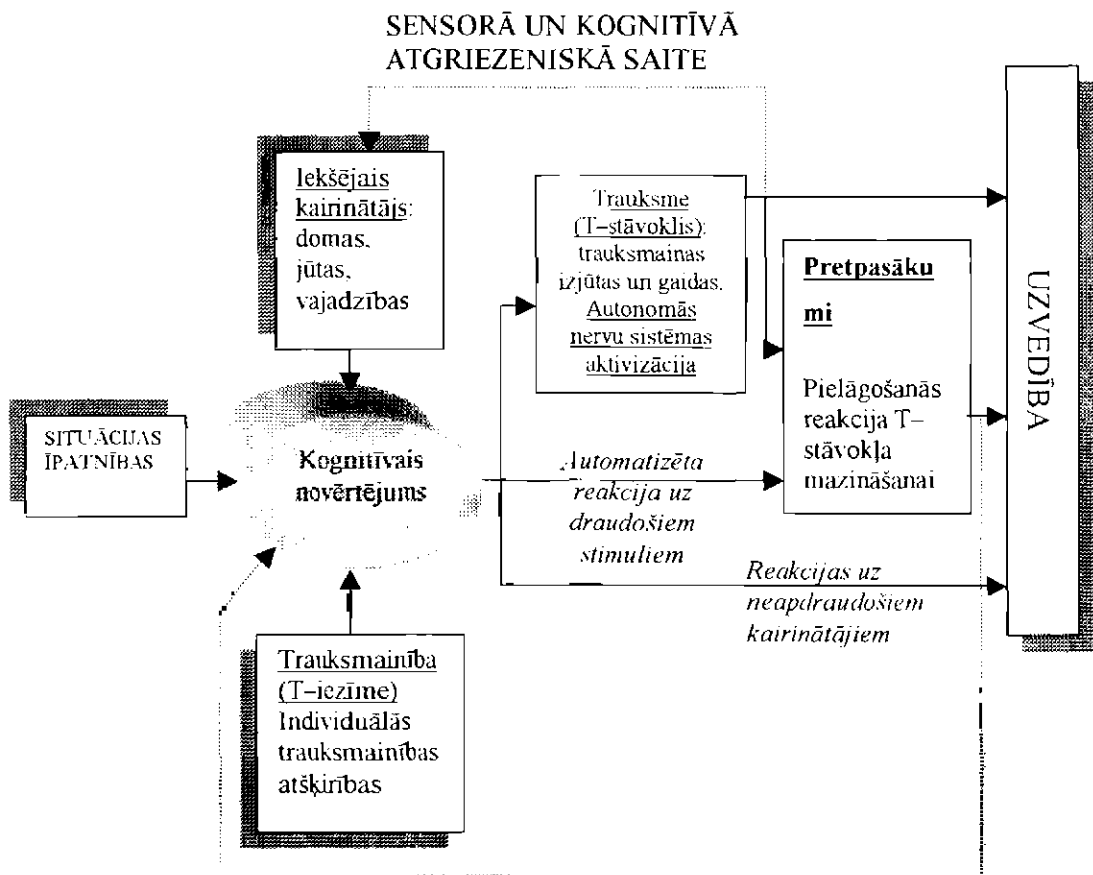 SENSORĀ UN KOGNITĪVĀ
ATGRIEZENISKĀ SAITE
Iekšējais
kairinātājs:
domas,
jūtas,
vajadzības
Trauksme
(T–stāvoklis):
trauksmainas
izjūtas un gaidas.
Autonomās
nervu sistēmas
aktivizācija
Pretpasāku
mi
Pielāgošanās
reakcija T–
stāvokļa
mazināšanai
UZVEDĪBA
SITUĀCIJAS
ĪPATNĪBAS
Kognitīvais
novērtējums
Automatizēta
reakcija uz
draudošiem
stimuliem
Reakcijas uz
neapdraudošiem
kairinātājiem
Trauksmainība
(T–iezīme)
Individuālās
trauksmainības
atšķirības